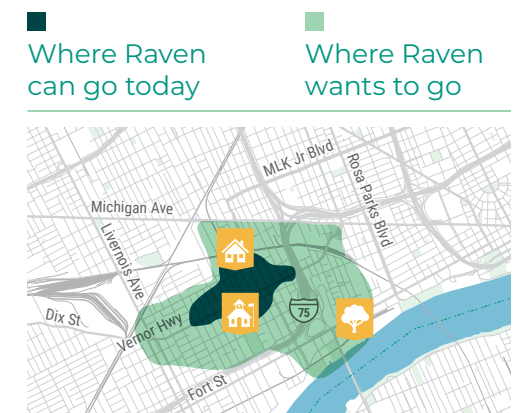 Where Raven
can go today
Where Raven
wants to go
MLK Jr Blvd
Rosa Parks Blvd
Michigan Ave
Livernois Ave
Dix St
Vernor Hwy
75
Fort St